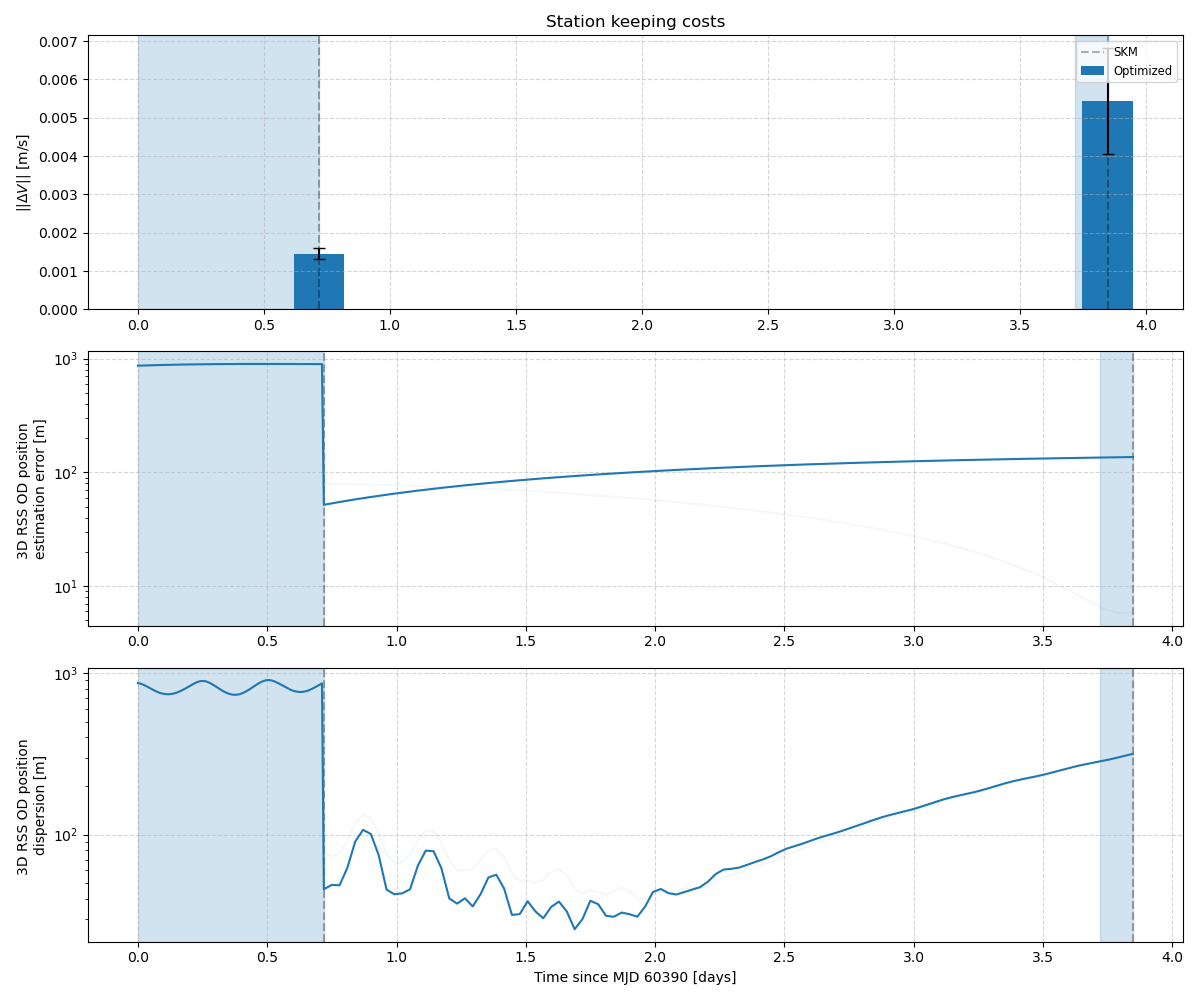 Station keeping costs
||ΔV|| [m/s]
0.007
0.006
0.005
0.004
0.003
0.002
0.001
0.000
SKM
Optimized
0.0 0.5 1.0 1.5 2.0 2.5 3.0 3.5 4.0
3D RSS OD position
estimation error [m]
10³
10²
10¹
0.0 0.5 1.0 1.5 2.0 2.5 3.0 3.5 4.0
3D RSS OD position
dispersion [m]
10³
10²
0.0 0.5 1.0 1.5 2.0 2.5 3.0 3.5 4.0
Time since MJD 60390 [days]